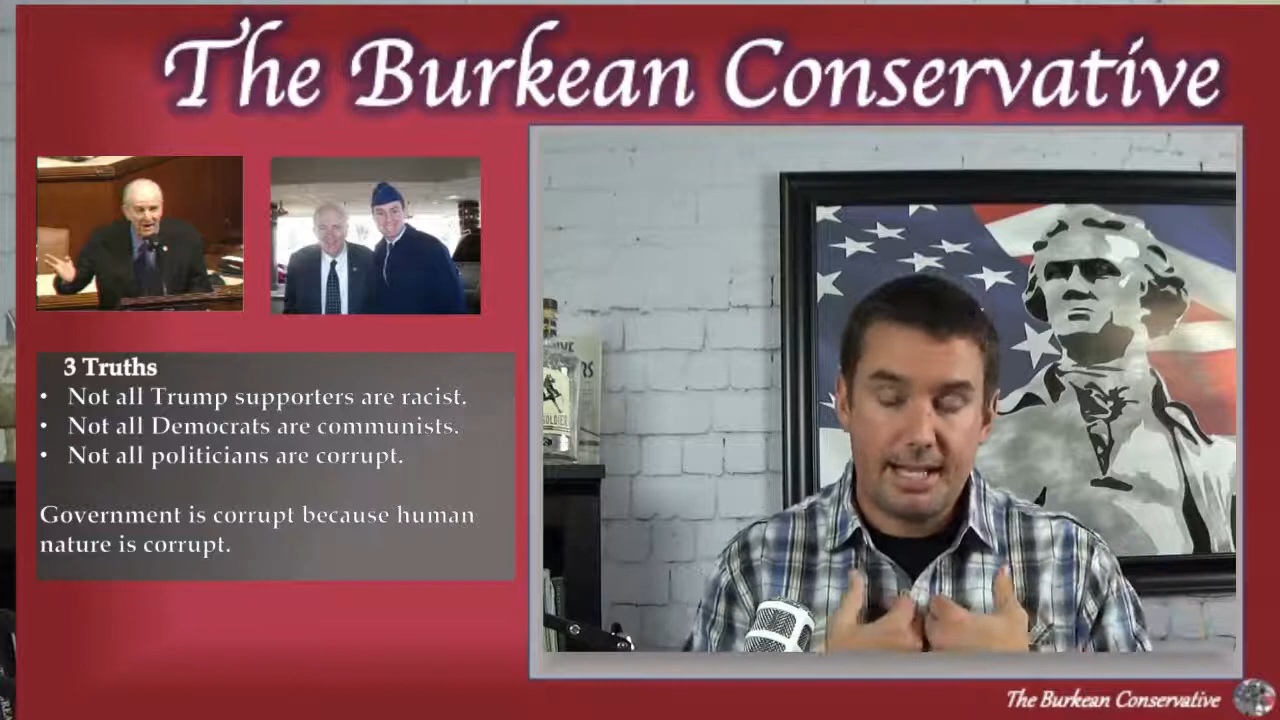 The Burkean Conservative
3 Truths
• Not all Trump supporters are racist.
• Not all Democrats are communists.
• Not all politicians are corrupt.
Government is corrupt because human
nature is corrupt.
The Burkean Conservative